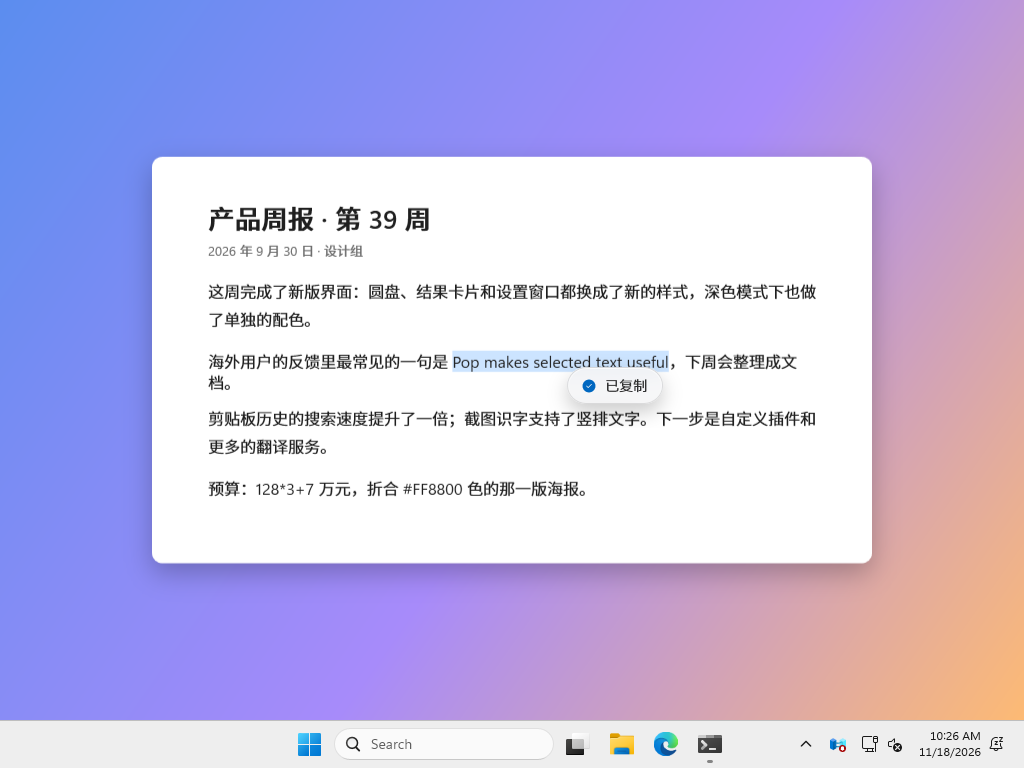 产品周报 · 第 39 周
2026 年 9 月 30 日 · 设计组
这周完成了新版界面：圆盘、结果卡片和设置窗口都换成了新的样式，深色模式下也做
了单独的配色。
海外用户的反馈里最常见的一句是 Pop makes selected text useful，下周会整理成文
档。
已复制
剪贴板历史的搜索速度提升了一倍；截图识字支持了竖排文字。下一步是自定义插件和
更多的翻译服务。
预算：128*3+7 万元，折合 #FF8800 色的那一版海报。
Search
10:26 AM
11/18/2026